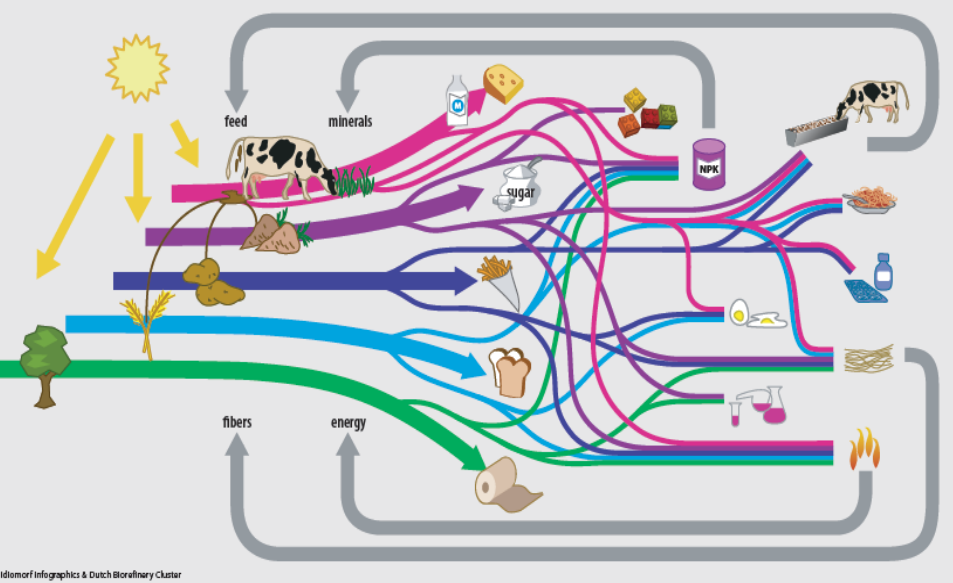 feed
minerals
M
sugar
NPK
fibers
energy
Idiomorf Infographics & Dutch Biorefinery Cluster